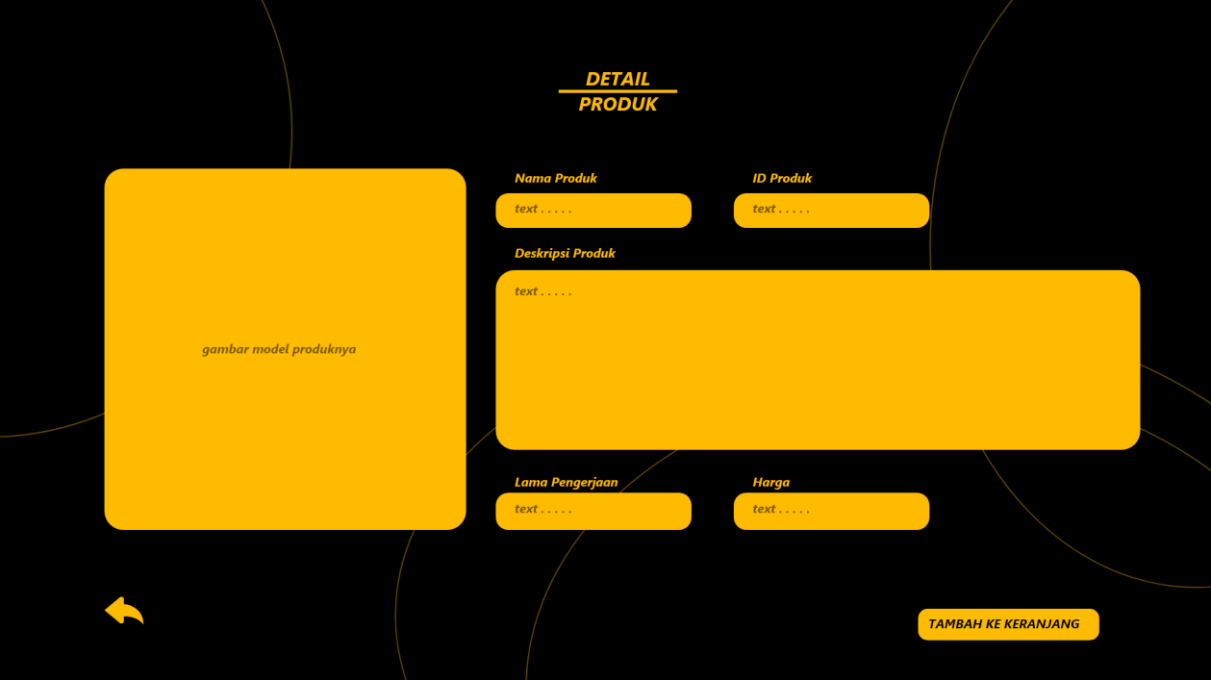 DETAIL
PRODUK
gambar model produknya
Nama Produk
text . . . . .
ID Produk
text . . . . .
Deskripsi Produk
text . . . . .
Lama Pengerjaan
text . . . . .
Harga
text . . . . .
TAMBAH KE KERANJANG